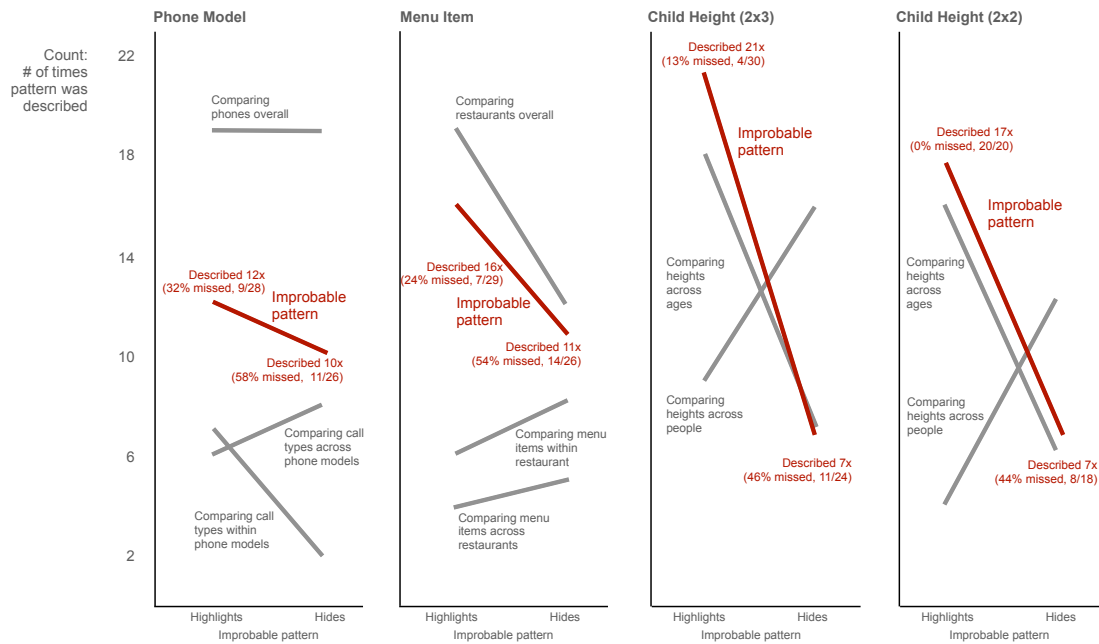 Phone Model
Menu Item
Child Height (2x3)
Child Height (2x2)
Count:
# of times
pattern was
described
22
18
14
10
6
2
Comparing
phones overall
Described 12x
(32% missed, 9/28)
Improbable
pattern
Described 10x
(58% missed,  11/26)
Comparing call
types across
phone models
Comparing call
types within
phone models
Highlights
Hides
Improbable pattern
Comparing
restaurants overall
Described 16x
(24% missed, 7/29)
Improbable
pattern
Described 11x
(54% missed, 14/26)
Comparing menu
items within
restaurant
Comparing menu
items across
restaurants
Highlights
Hides
Improbable pattern
Described 21x
(13% missed, 4/30)
Improbable
pattern
Comparing
heights
across
ages
Comparing
heights across
people
Described 7x
(46% missed, 11/24)
Highlights
Hides
Improbable pattern
Described 17x
(0% missed, 20/20)
Improbable
pattern
Comparing
heights
across
ages
Comparing
heights across
people
Described 7x
(44% missed, 8/18)
Highlights
Hides
Improbable pattern